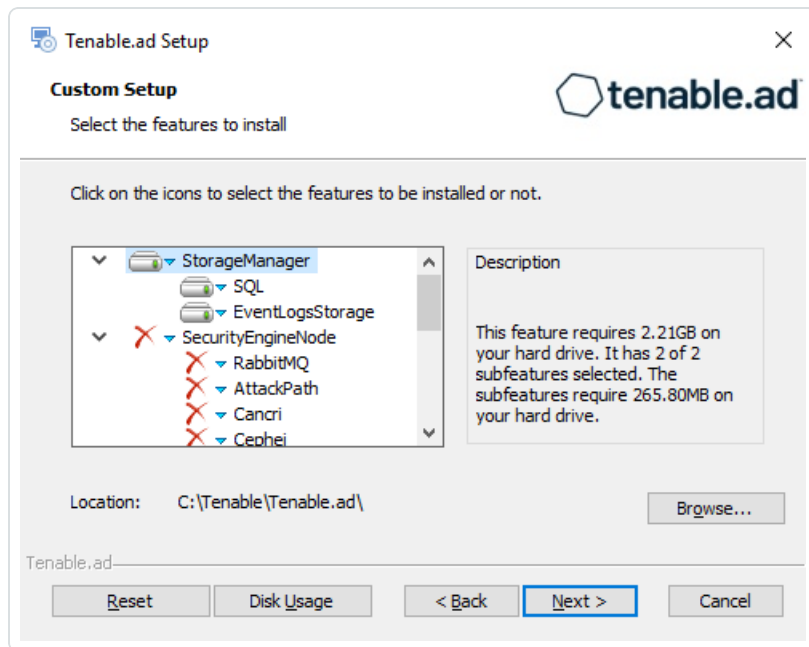 Tenable.ad Setup
Custom Setup
tenable.ad
Select the features to install
Click on the icons to select the features to be installed or not.
StorageManager
SQL
EventLogsStorage
SecurityEngineNode
RabbitMQ
AttackPath
Cancri
Cephei
Description
This feature requires 2.21GB on
your hard drive. It has 2 of 2
subfeatures selected. The
subfeatures require 265.80MB on
your hard drive.
Location: C:\Tenable\Tenable.ad\
Browse...
Tenable.ad
Reset Disk Usage < Back Next > Cancel